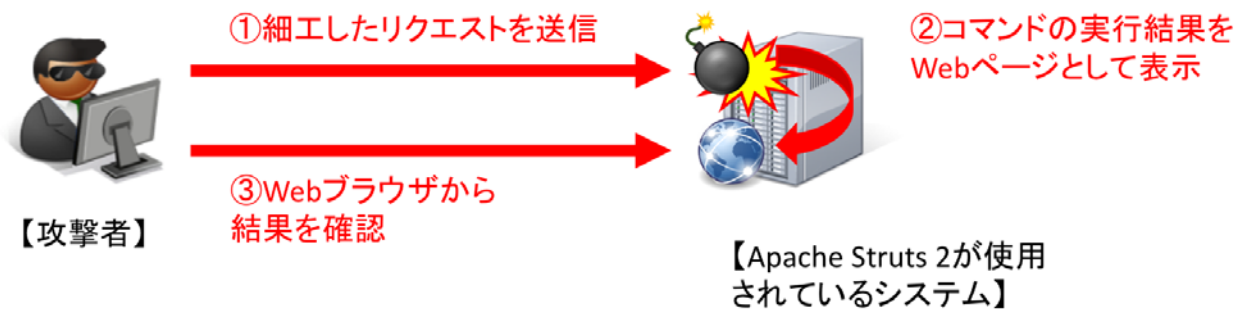 ①細工したリクエストを送信
②コマンドの実行結果を
Webページとして表示
③Webブラウザから
結果を確認
【攻撃者】
【Apache Struts 2が使用
されているシステム】